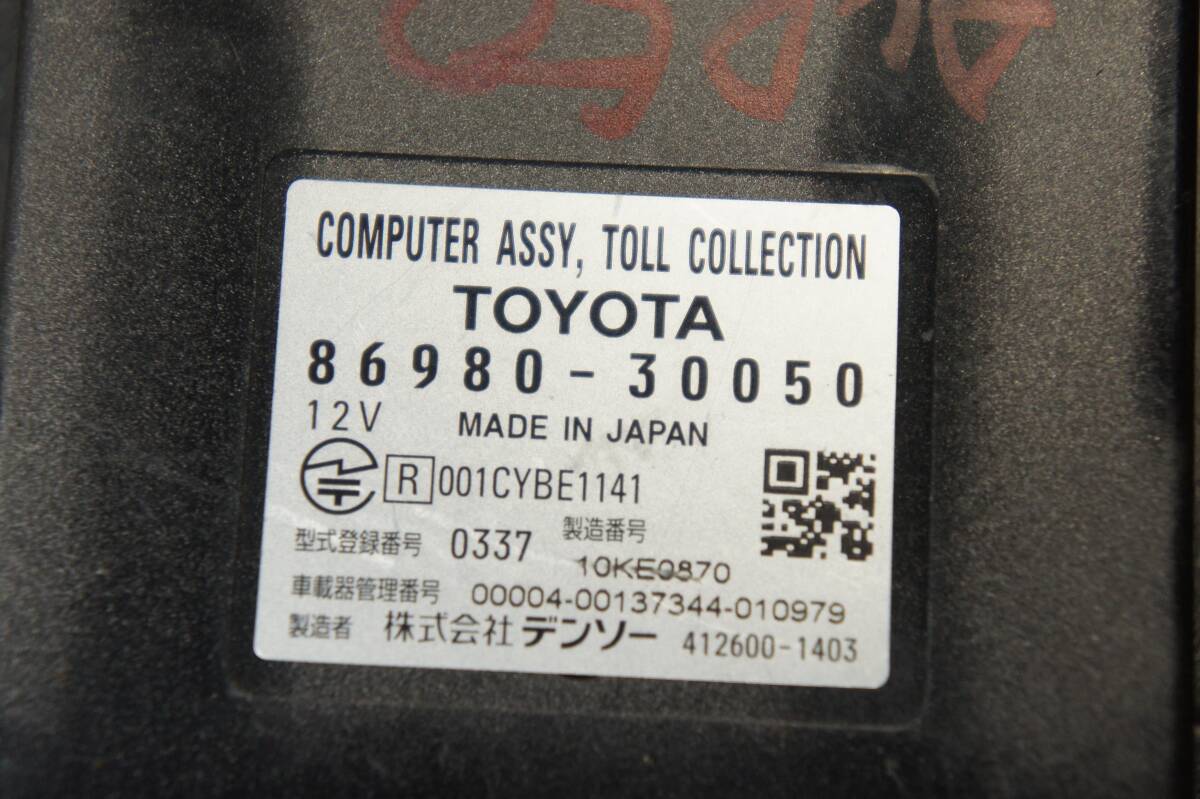 COMPUTER ASSY, TOLL COLLECTION
TOYOTA
86980-30050
12V MADE IN JAPAN
R 001CYBE1141
型式登録番号 0337 製造番号
10KE0870
車載器管理番号 00004-00137344-010979
製造者 株式会社 デンソー 412600-1403